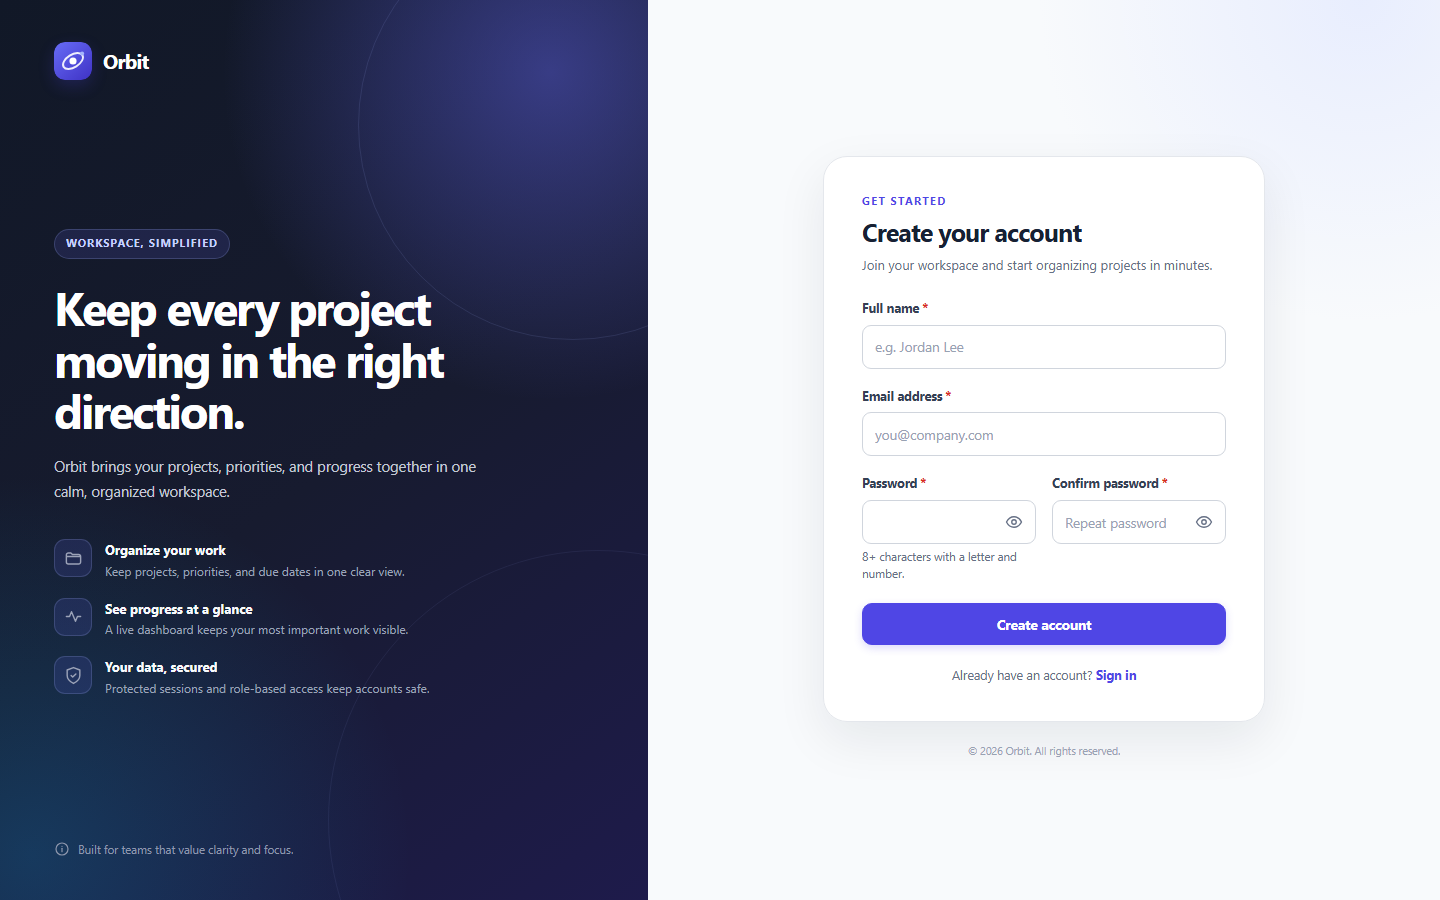 Orbit
WORKSPACE, SIMPLIFIED
Keep every project
moving in the right
direction.
Orbit brings your projects, priorities, and progress together in one
calm, organized workspace.
Organize your work
Keep projects, priorities, and due dates in one clear view.
See progress at a glance
A live dashboard keeps your most important work visible.
Your data, secured
Protected sessions and role-based access keep accounts safe.
Built for teams that value clarity and focus.
GET STARTED
Create your account
Join your workspace and start organizing projects in minutes.
Full name *
e.g. Jordan Lee
Email address *
you@company.com
Password *
Confirm password *
Repeat password
8+ characters with a letter and
number.
Create account
Already have an account? Sign in
© 2026 Orbit. All rights reserved.